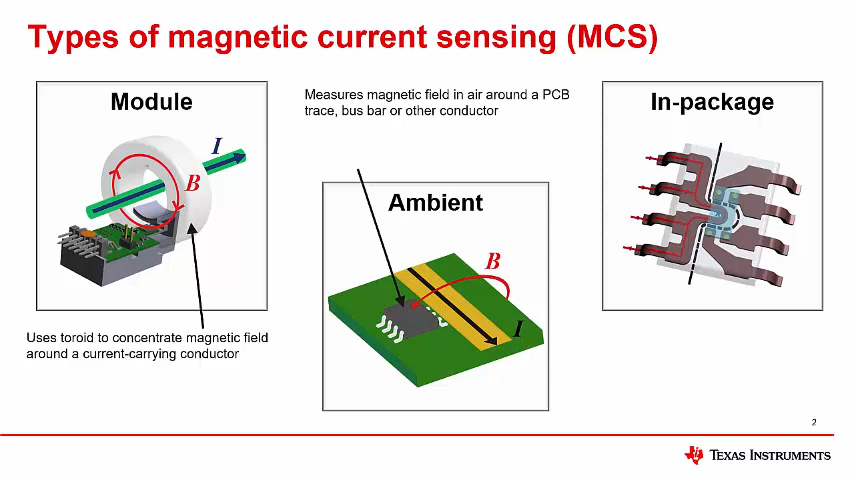 Types of magnetic current sensing (MCS)
Module
I
B
Uses toroid to concentrate magnetic field
around a current-carrying conductor
Measures magnetic field in air around a PCB
trace, bus bar or other conductor
Ambient
B
I
In-package
2
TEXAS INSTRUMENTS